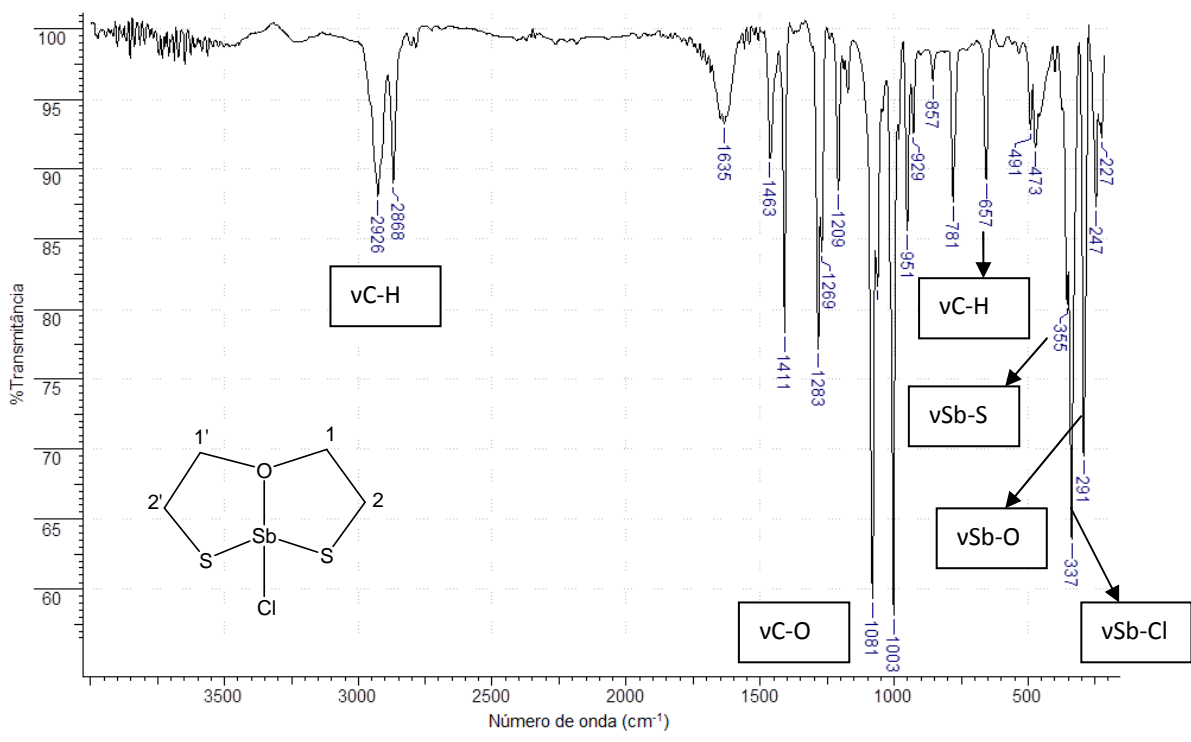 %Transmitância
100
95
90
85
80
75
70
65
60
2926
2868
1635
1463
1411
1283
1269
1209
1081
1003
951
929
857
781
657
491
473
355
337
291
247
227
νC-H
νC-H
νSb-S
νSb-O
νC-O
νSb-Cl
1' 1
O
2' 2
S Sb S
Cl
3500 3000 2500 2000 1500 1000 500
Número de onda (cm⁻¹)